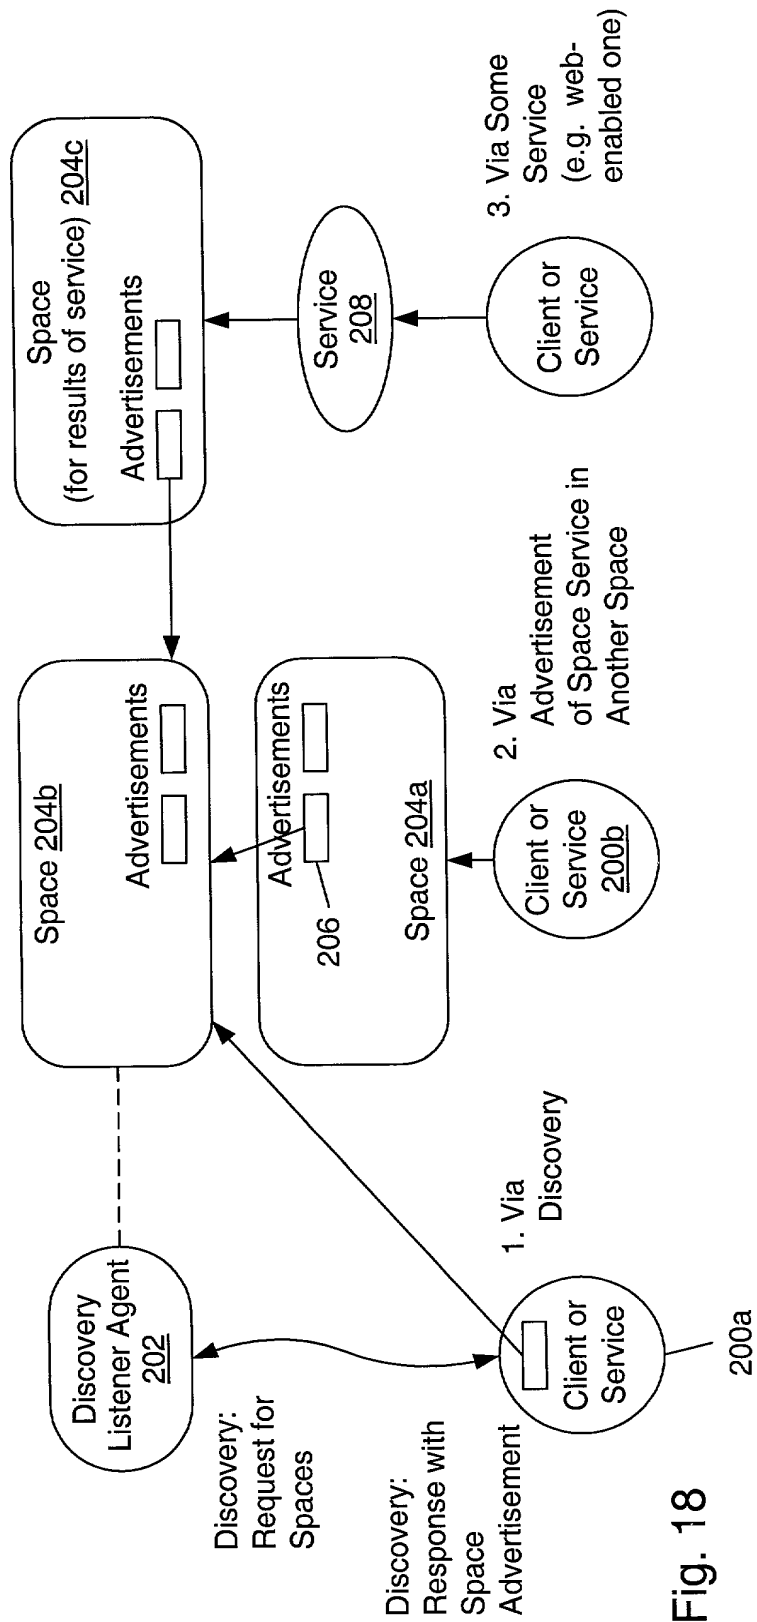 Discovery
Listener Agent
202
Discovery:
Request for
Spaces
Discovery:
Response with
Space
Advertisement
Client or
Service
200a
1. Via
Discovery
Space 204b
Advertisements
Advertisements
206
Space 204a
Client or
Service
200b
2. Via
Advertisement
of Space Service in
Another Space
Space
(for results of service) 204c
Advertisements
Service
208
Client or
Service
3. Via Some
Service
(e.g. web-
enabled one)
Fig. 18